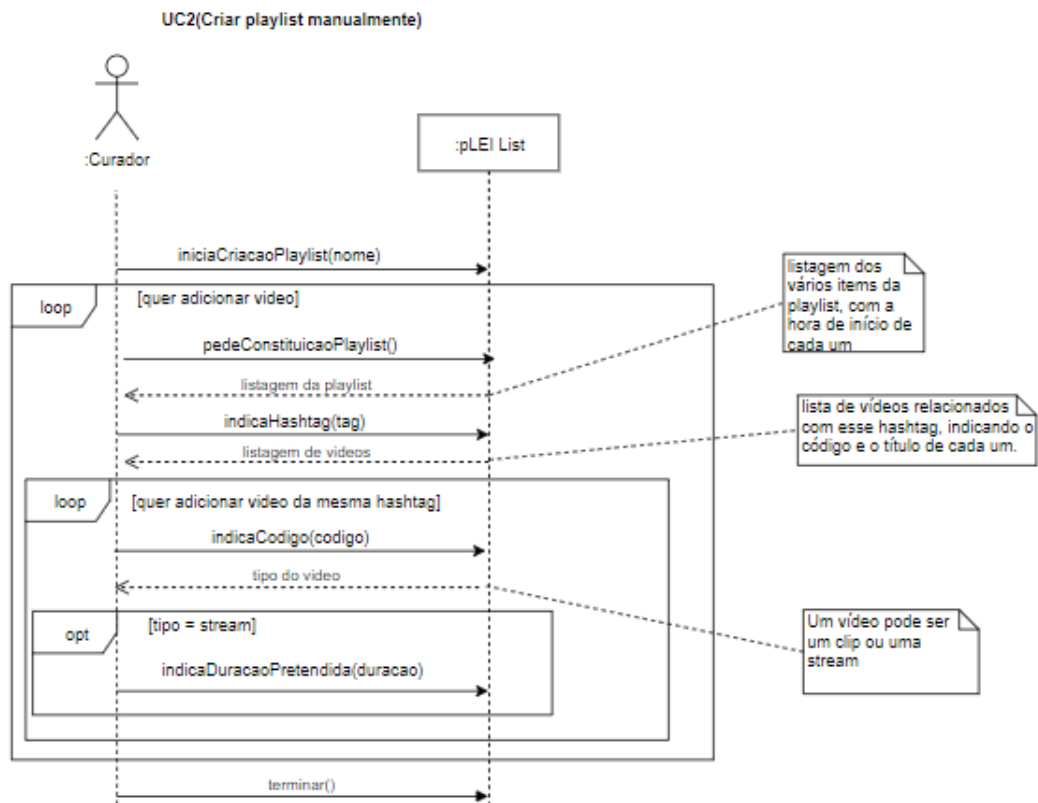 UC2(Criar playlist manualmente)
:Curador
:pLEI List
iniciaCriacaoPlaylist(nome)
listagem dos
vários items da
playlist, com a
hora de início de
cada um
loop
[quer adicionar video]
pedeConstituicaoPlaylist()
listagem da playlist
indicaHashtag(tag)
lista de vídeos relacionados
com esse hashtag, indicando o
código e o título de cada um.
listagem de videos
loop
[quer adicionar video da mesma hashtag]
indicaCodigo(codigo)
tipo do video
opt
[tipo = stream]
Um vídeo pode ser
um clip ou uma
stream
indicaDuracaoPretendida(duracao)
terminar()